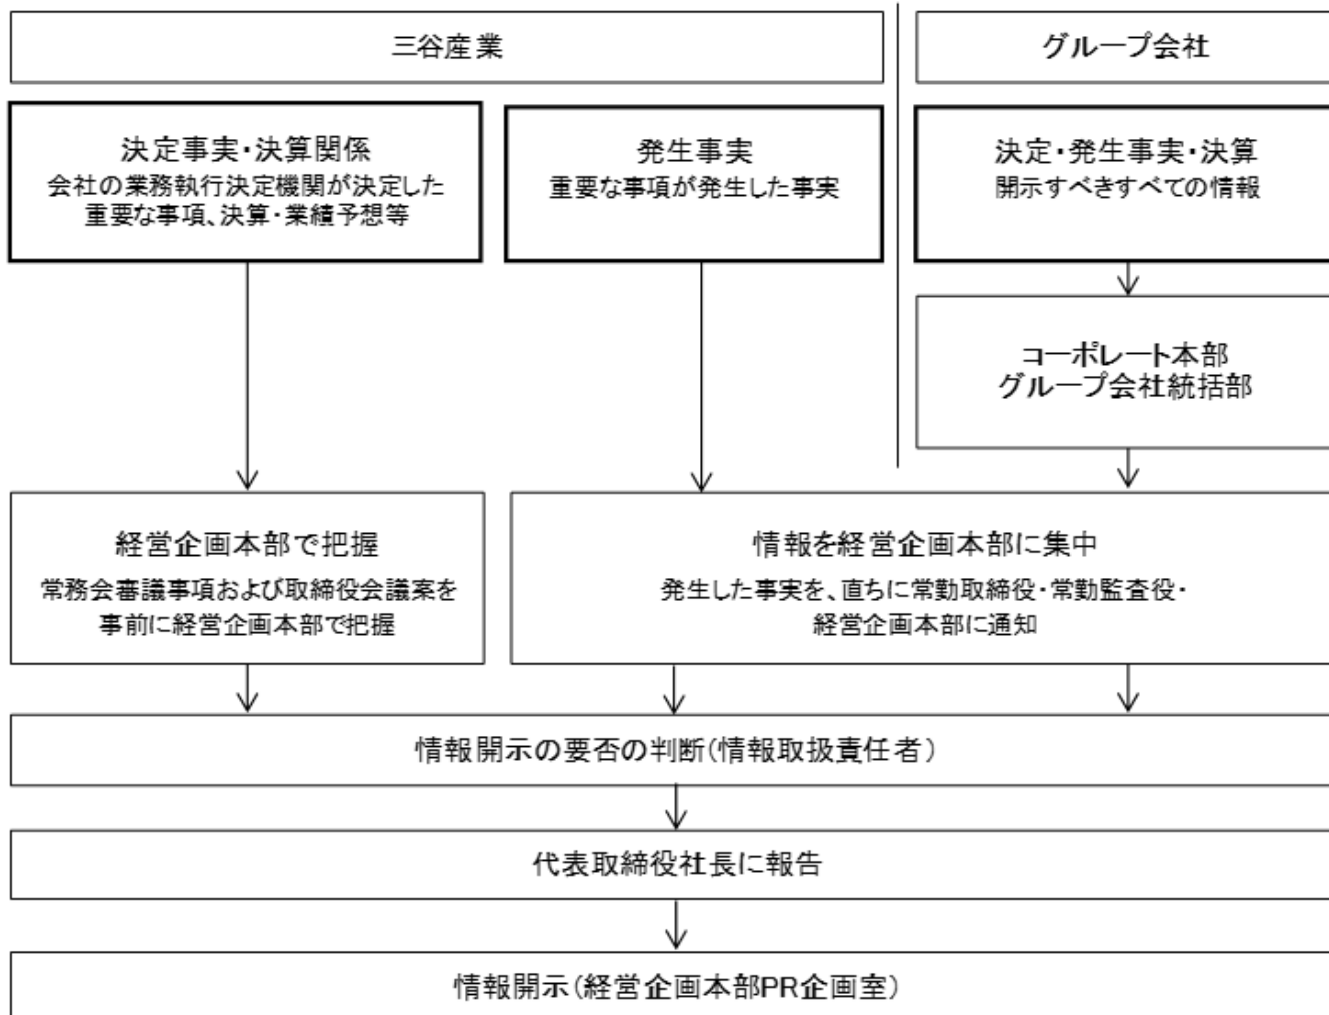 三谷産業
グループ会社
決定事実・決算関係
会社の業務執行決定機関が決定した
重要な事項、決算・業績予想等
発生事実
重要な事項が発生した事実
決定・発生事実・決算
開示すべきすべての情報
コーポレート本部
グループ会社統括部
経営企画本部で把握
常務会審議事項および取締役会議案を
事前に経営企画本部で把握
情報を経営企画本部に集中
発生した事実を、直ちに常勤取締役・常勤監査役・
経営企画本部に通知
情報開示の要否の判断(情報取扱責任者)
代表取締役社長に報告
情報開示(経営企画本部PR企画室)